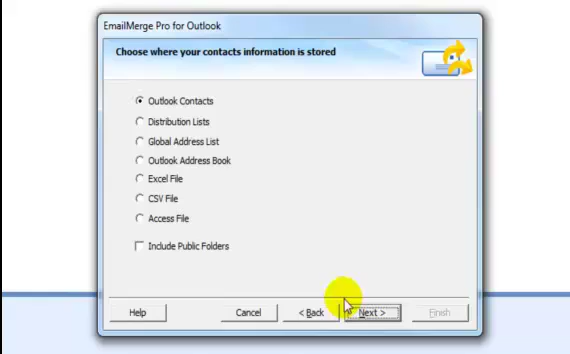 EmailMerge Pro for Outlook
Choose where your contacts information is stored
Outlook Contacts
Distribution Lists
Global Address List
Outlook Address Book
Excel File
CSV File
Access File
Include Public Folders
Help Cancel < Back Next > Finish